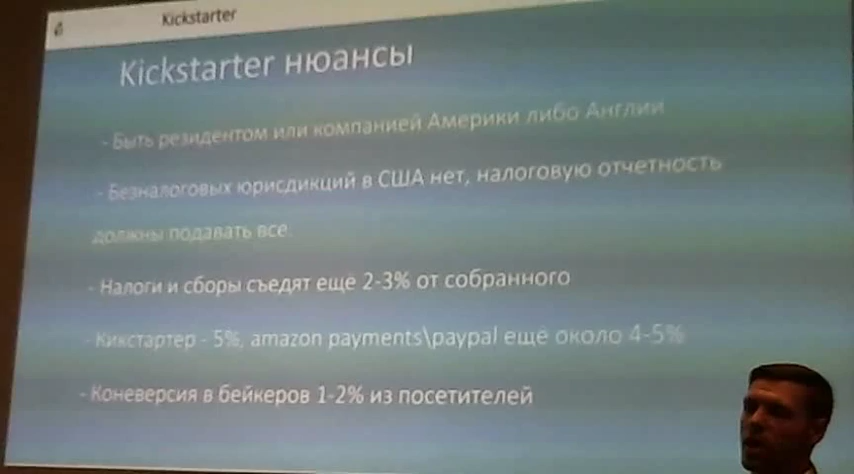 Kickstarter
Kickstarter нюансы
- Быть резидентом или компанией Америки либо Англии
- Безналоговых юрисдикций в США нет, налоговую отчетность
должны подавать все.
- Налоги и сборы съедят ещё 2-3% от собранного
- Кикстартер - 5%, amazon payments\paypal ещё около 4-5%
- Коневерсия в бейкеров 1-2% из посетителей